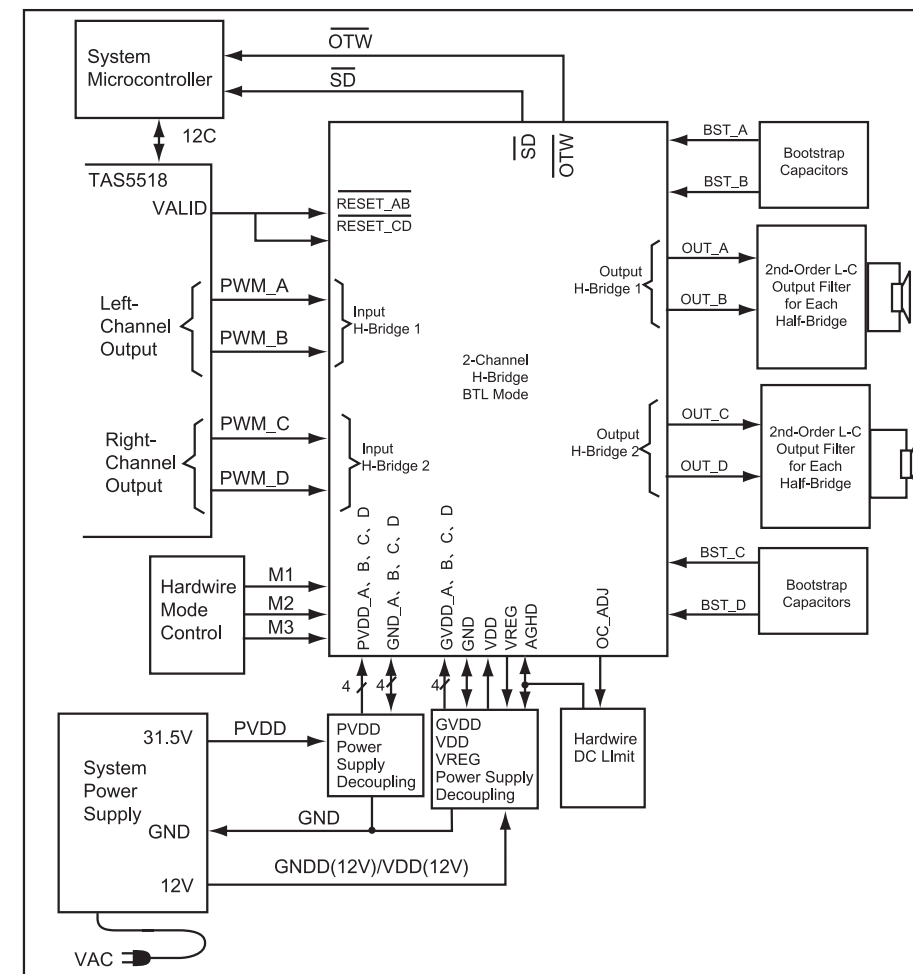 OTW
System
Microcontroller
SD
12C
SD
OTW
BST_A
BST_B
Bootstrap
Capacitors
TAS5518
VALID
RESET_AB
RESET_CD
Left-
Channel
Output
PWM_A
PWM_B
Input
H-Bridge 1
Output
H-Bridge 1
OUT_A
OUT_B
2nd-Order L-C
Output Filter
for Each
Half-Bridge
2-Channel
H-Bridge
BTL Mode
Right-
Channel
Output
PWM_C
PWM_D
Input
H-Bridge 2
Output
H-Bridge 2
OUT_C
OUT_D
2nd-Order L-C
Output Filter
for Each
Half-Bridge
Hardwire
Mode
Control
M1
M2
M3
PVDD_A、B、C、D
GND_A、B、C、D
GVDD_A、B、C、D
GND
VDD
VREG
AGHD
OC_ADJ
BST_C
BST_D
Bootstrap
Capacitors
4
4
4
System
Power
Supply
31.5V
PVDD
PVDD
Power
Supply
Decoupling
GVDD
VDD
VREG
Power Supply
Decoupling
Hardwire
DC LImit
GND
GND
12V
GNDD(12V)/VDD(12V)
VAC